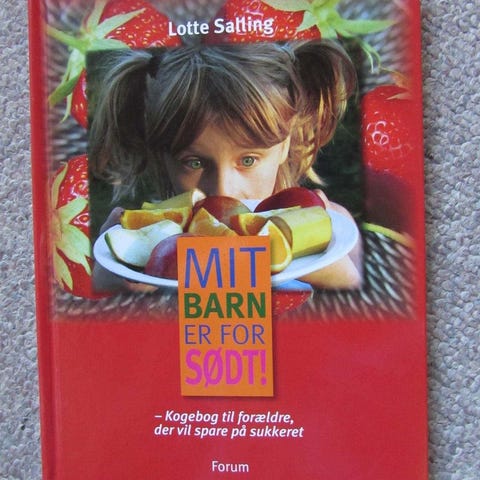 Lotte Salling
MIT
BARN
ER FOR
SØDT!
– Kogebog til forældre,
der vil spare på sukkeret
Forum